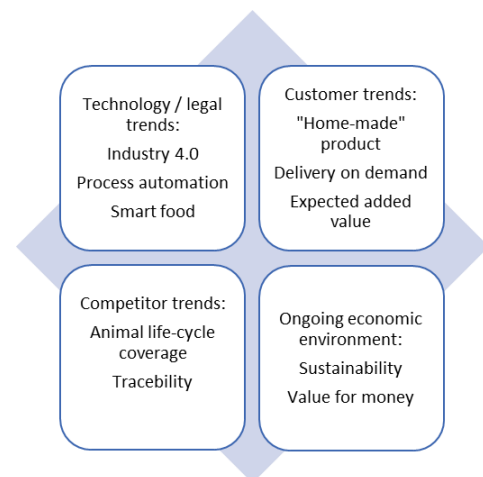 Technology / legal
trends:
Industry 4.0
Process automation
Smart food
Customer trends:
"Home-made"
product
Delivery on demand
Expected added
value
Competitor trends:
Animal life-cycle
coverage
Tracebility
Ongoing economic
environment:
Sustainability
Value for money